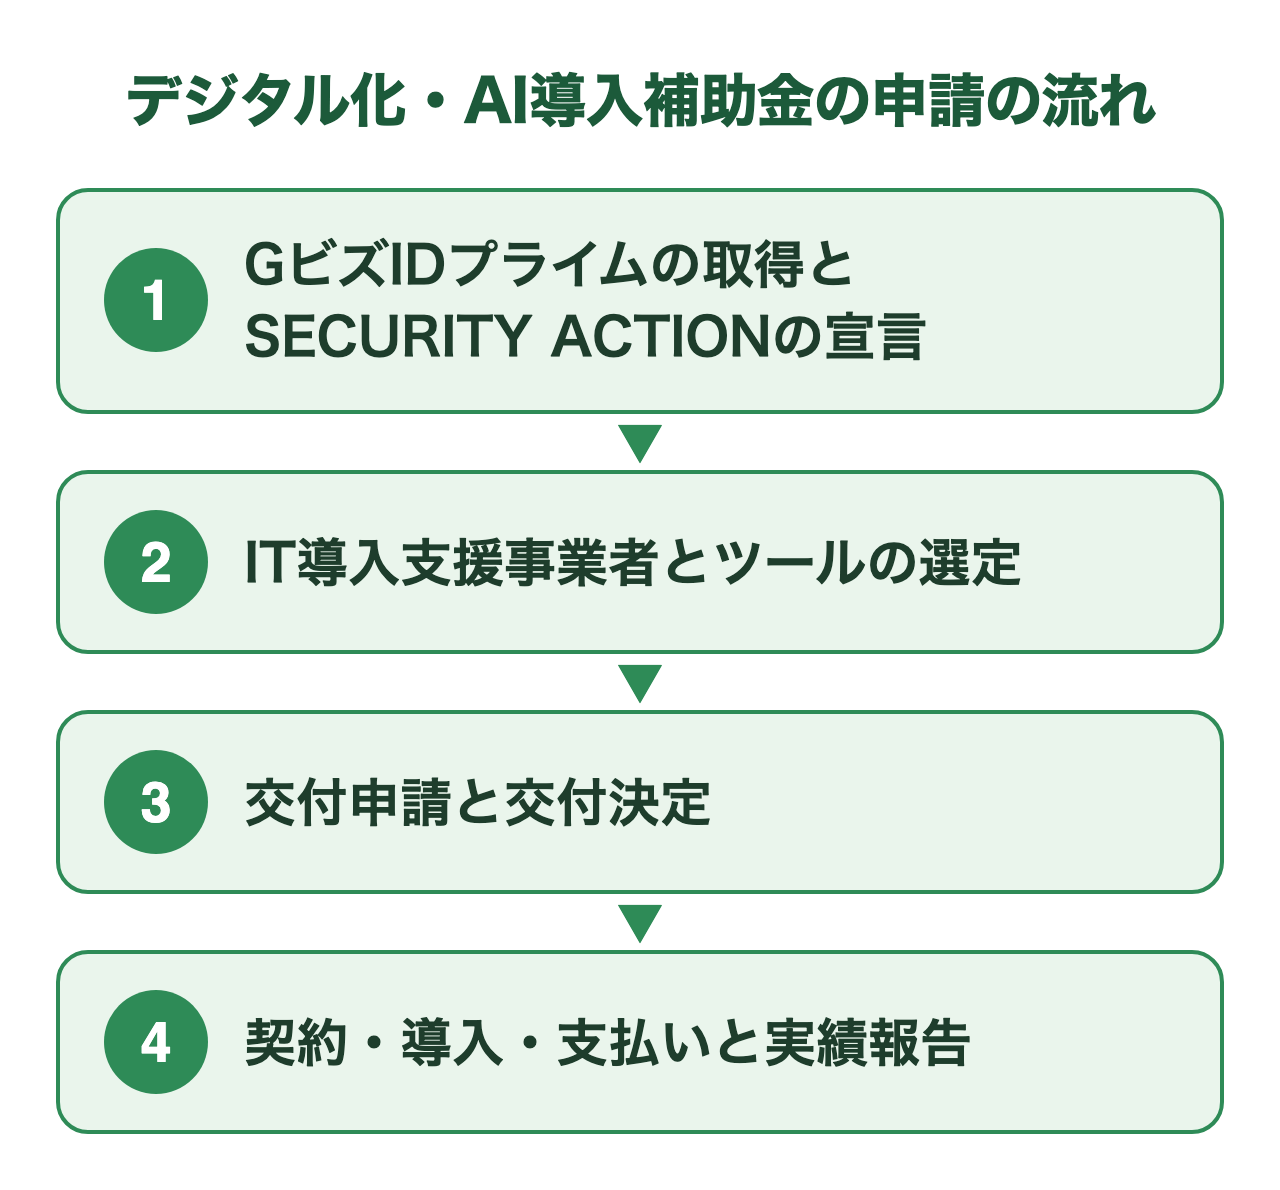 デジタル化・AI導入補助金の申請の流れ
1
GビズIDプライムの取得と
SECURITY ACTIONの宣言
2
IT導入支援事業者とツールの選定
3
交付申請と交付決定
4
契約・導入・支払いと実績報告